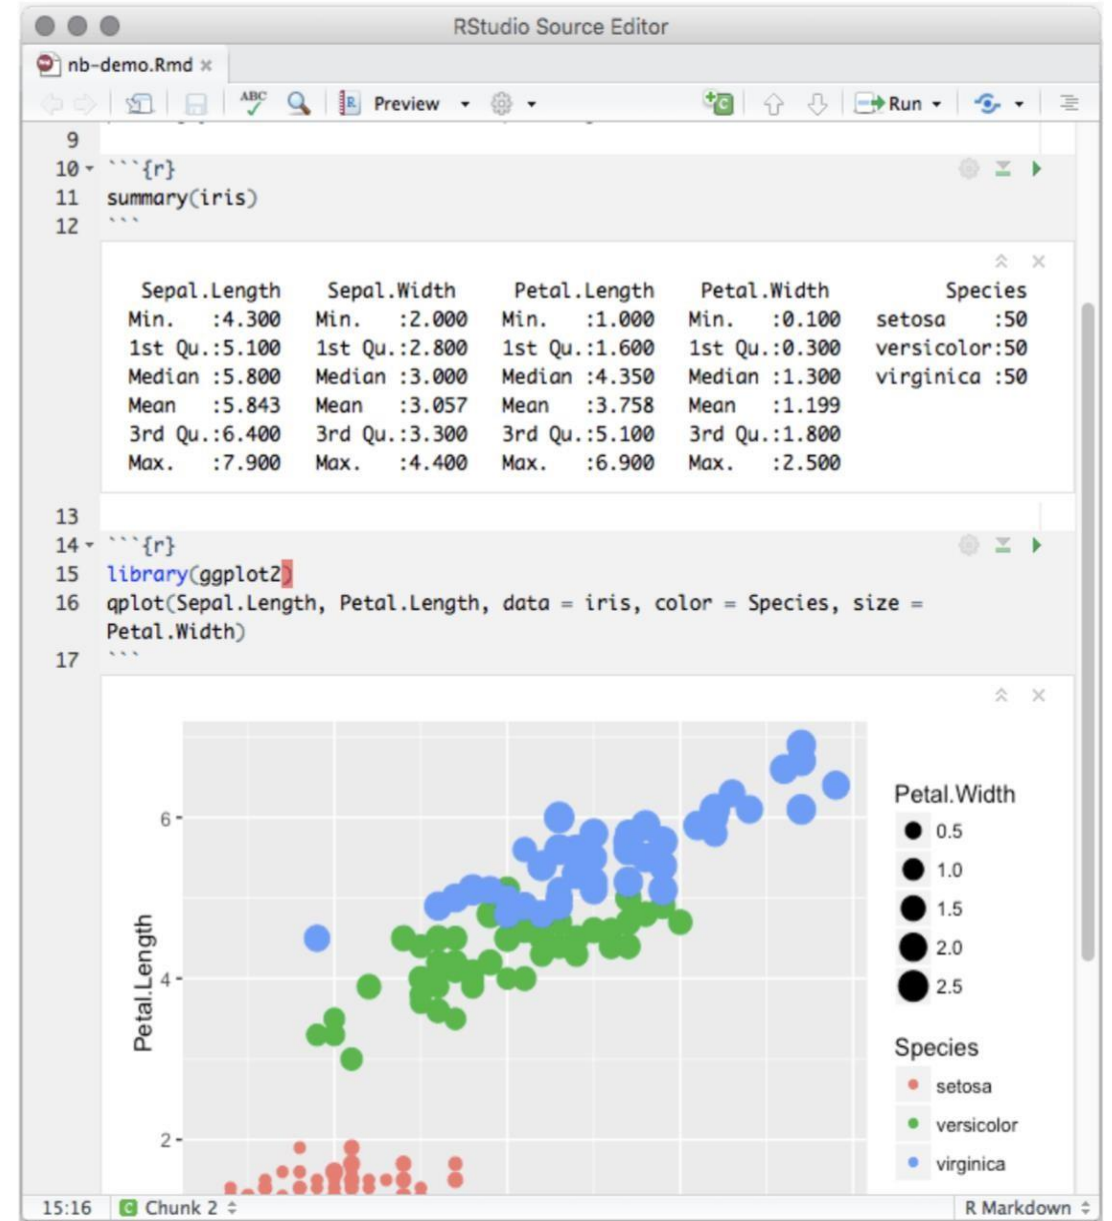 RStudio Source Editor
nb-demo.Rmd
ABC
R
Preview
C
Run
9
10 ```{r}
11 summary(iris)
12 ```
Sepal.Length Sepal.Width Petal.Length Petal.Width Species
Min. :4.300 Min. :2.000 Min. :1.000 Min. :0.100 setosa :50
1st Qu.:5.100 1st Qu.:2.800 1st Qu.:1.600 1st Qu.:0.300 versicolor:50
Median :5.800 Median :3.000 Median :4.350 Median :1.300 virginica :50
Mean :5.843 Mean :3.057 Mean :3.758 Mean :1.199
3rd Qu.:6.400 3rd Qu.:3.300 3rd Qu.:5.100 3rd Qu.:1.800
Max. :7.900 Max. :4.400 Max. :6.900 Max. :2.500
13
14 ```{r}
15 library(ggplot2)
16 qplot(Sepal.Length, Petal.Length, data = iris, color = Species, size =
Petal.Width)
17 ```
6
4
2
Petal.Length
Petal.Width
0.5
1.0
1.5
2.0
2.5
Species
setosa
versicolor
virginica
15:16 C Chunk 2 R Markdown